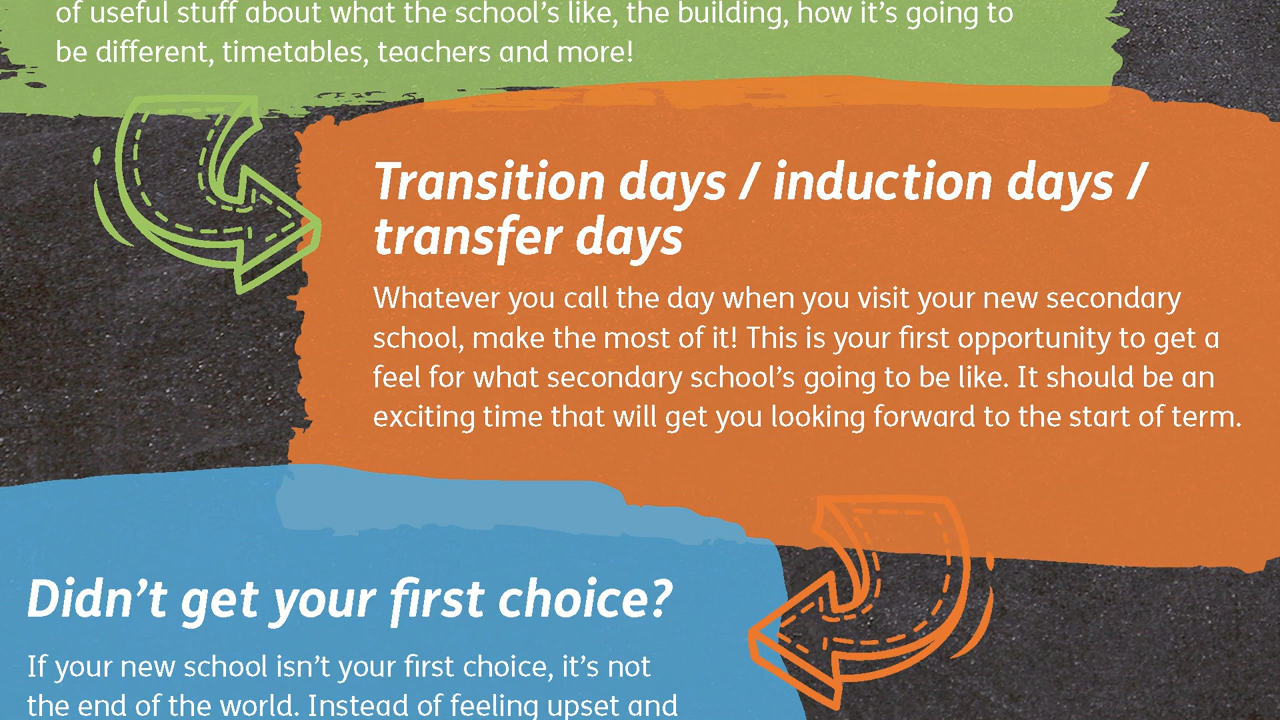 of useful stuff about what the school’s like, the building, how it’s going to
be different, timetables, teachers and more!
Transition days / induction days /
transfer days
Whatever you call the day when you visit your new secondary
school, make the most of it! This is your first opportunity to get a
feel for what secondary school’s going to be like. It should be an
exciting time that will get you looking forward to the start of term.
Didn’t get your first choice?
If your new school isn’t your first choice, it’s not
the end of the world. Instead of feeling upset and